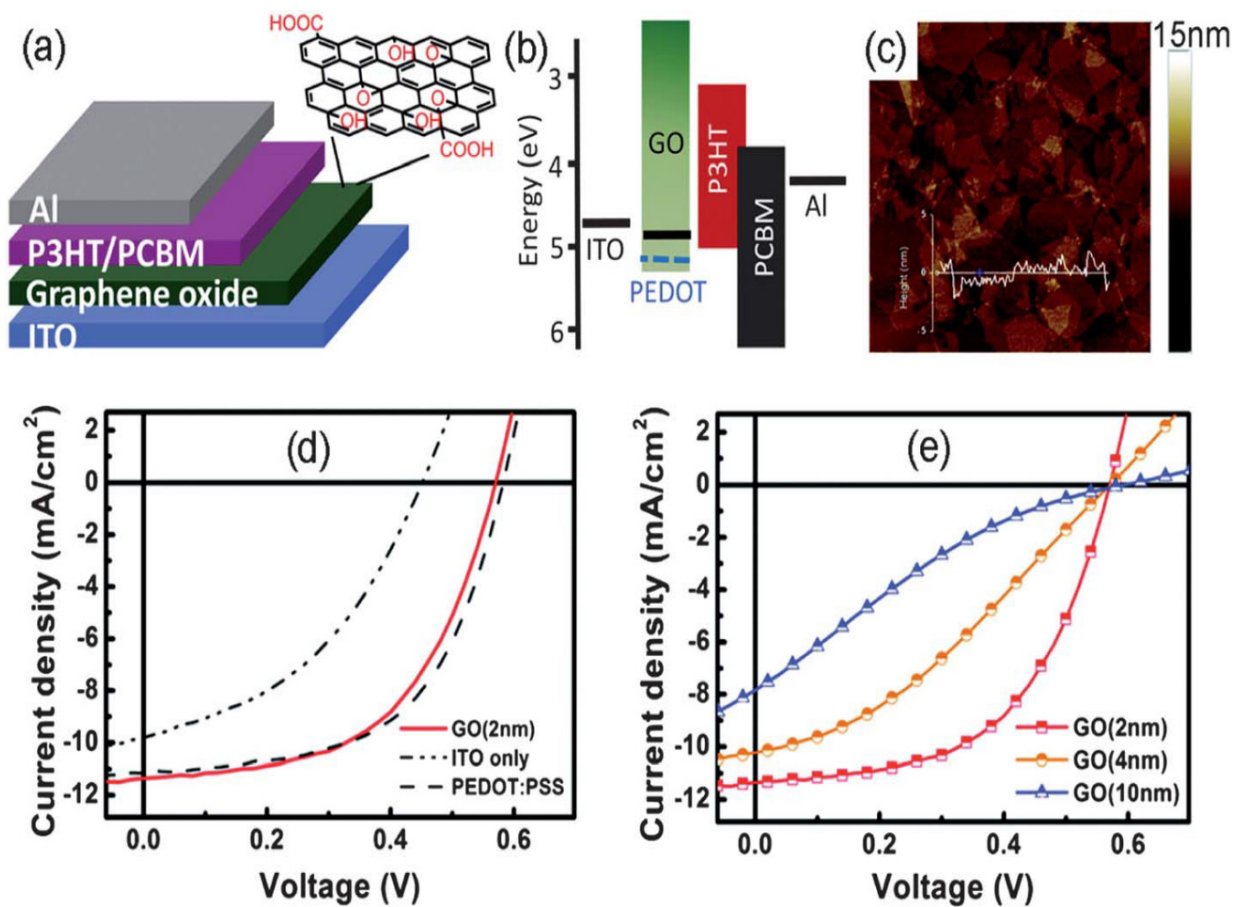 (a)
HOOC
OH
O
O
O
OH
OH
COOH
Al
P3HT/PCBM
Graphene oxide
ITO
(b)
Energy (eV)
3
4
5
6
ITO
GO
PEDOT
P3HT
PCBM
Al
(c)
15nm
Height (nm)
5
0
-5
(d)
Current density (mA/cm²)
2
0
-2
-4
-6
-8
-10
-12
GO(2nm)
ITO only
PEDOT:PSS
0.0 0.2 0.4 0.6
Voltage (V)
(e)
Current density (mA/cm²)
2
0
-2
-4
-6
-8
-10
-12
GO(2nm)
GO(4nm)
GO(10nm)
0.0 0.2 0.4 0.6
Voltage (V)